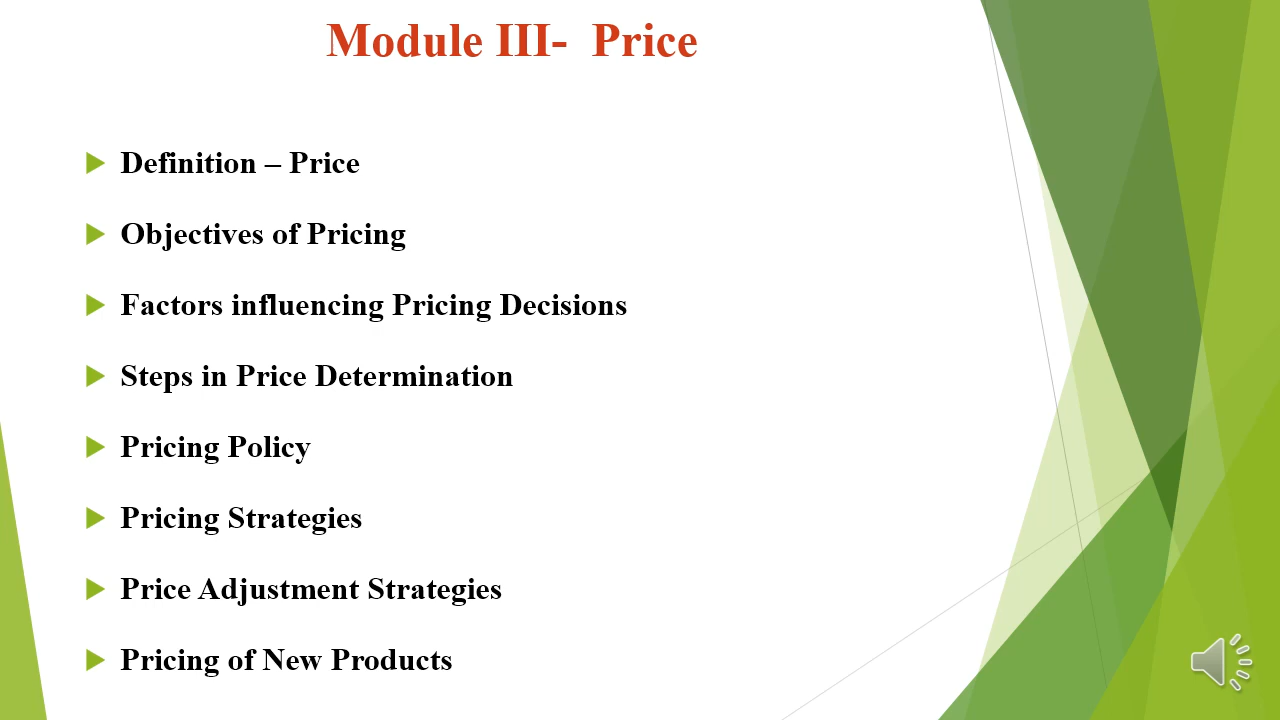 Module III- Price
Definition – Price
Objectives of Pricing
Factors influencing Pricing Decisions
Steps in Price Determination
Pricing Policy
Pricing Strategies
Price Adjustment Strategies
Pricing of New Products